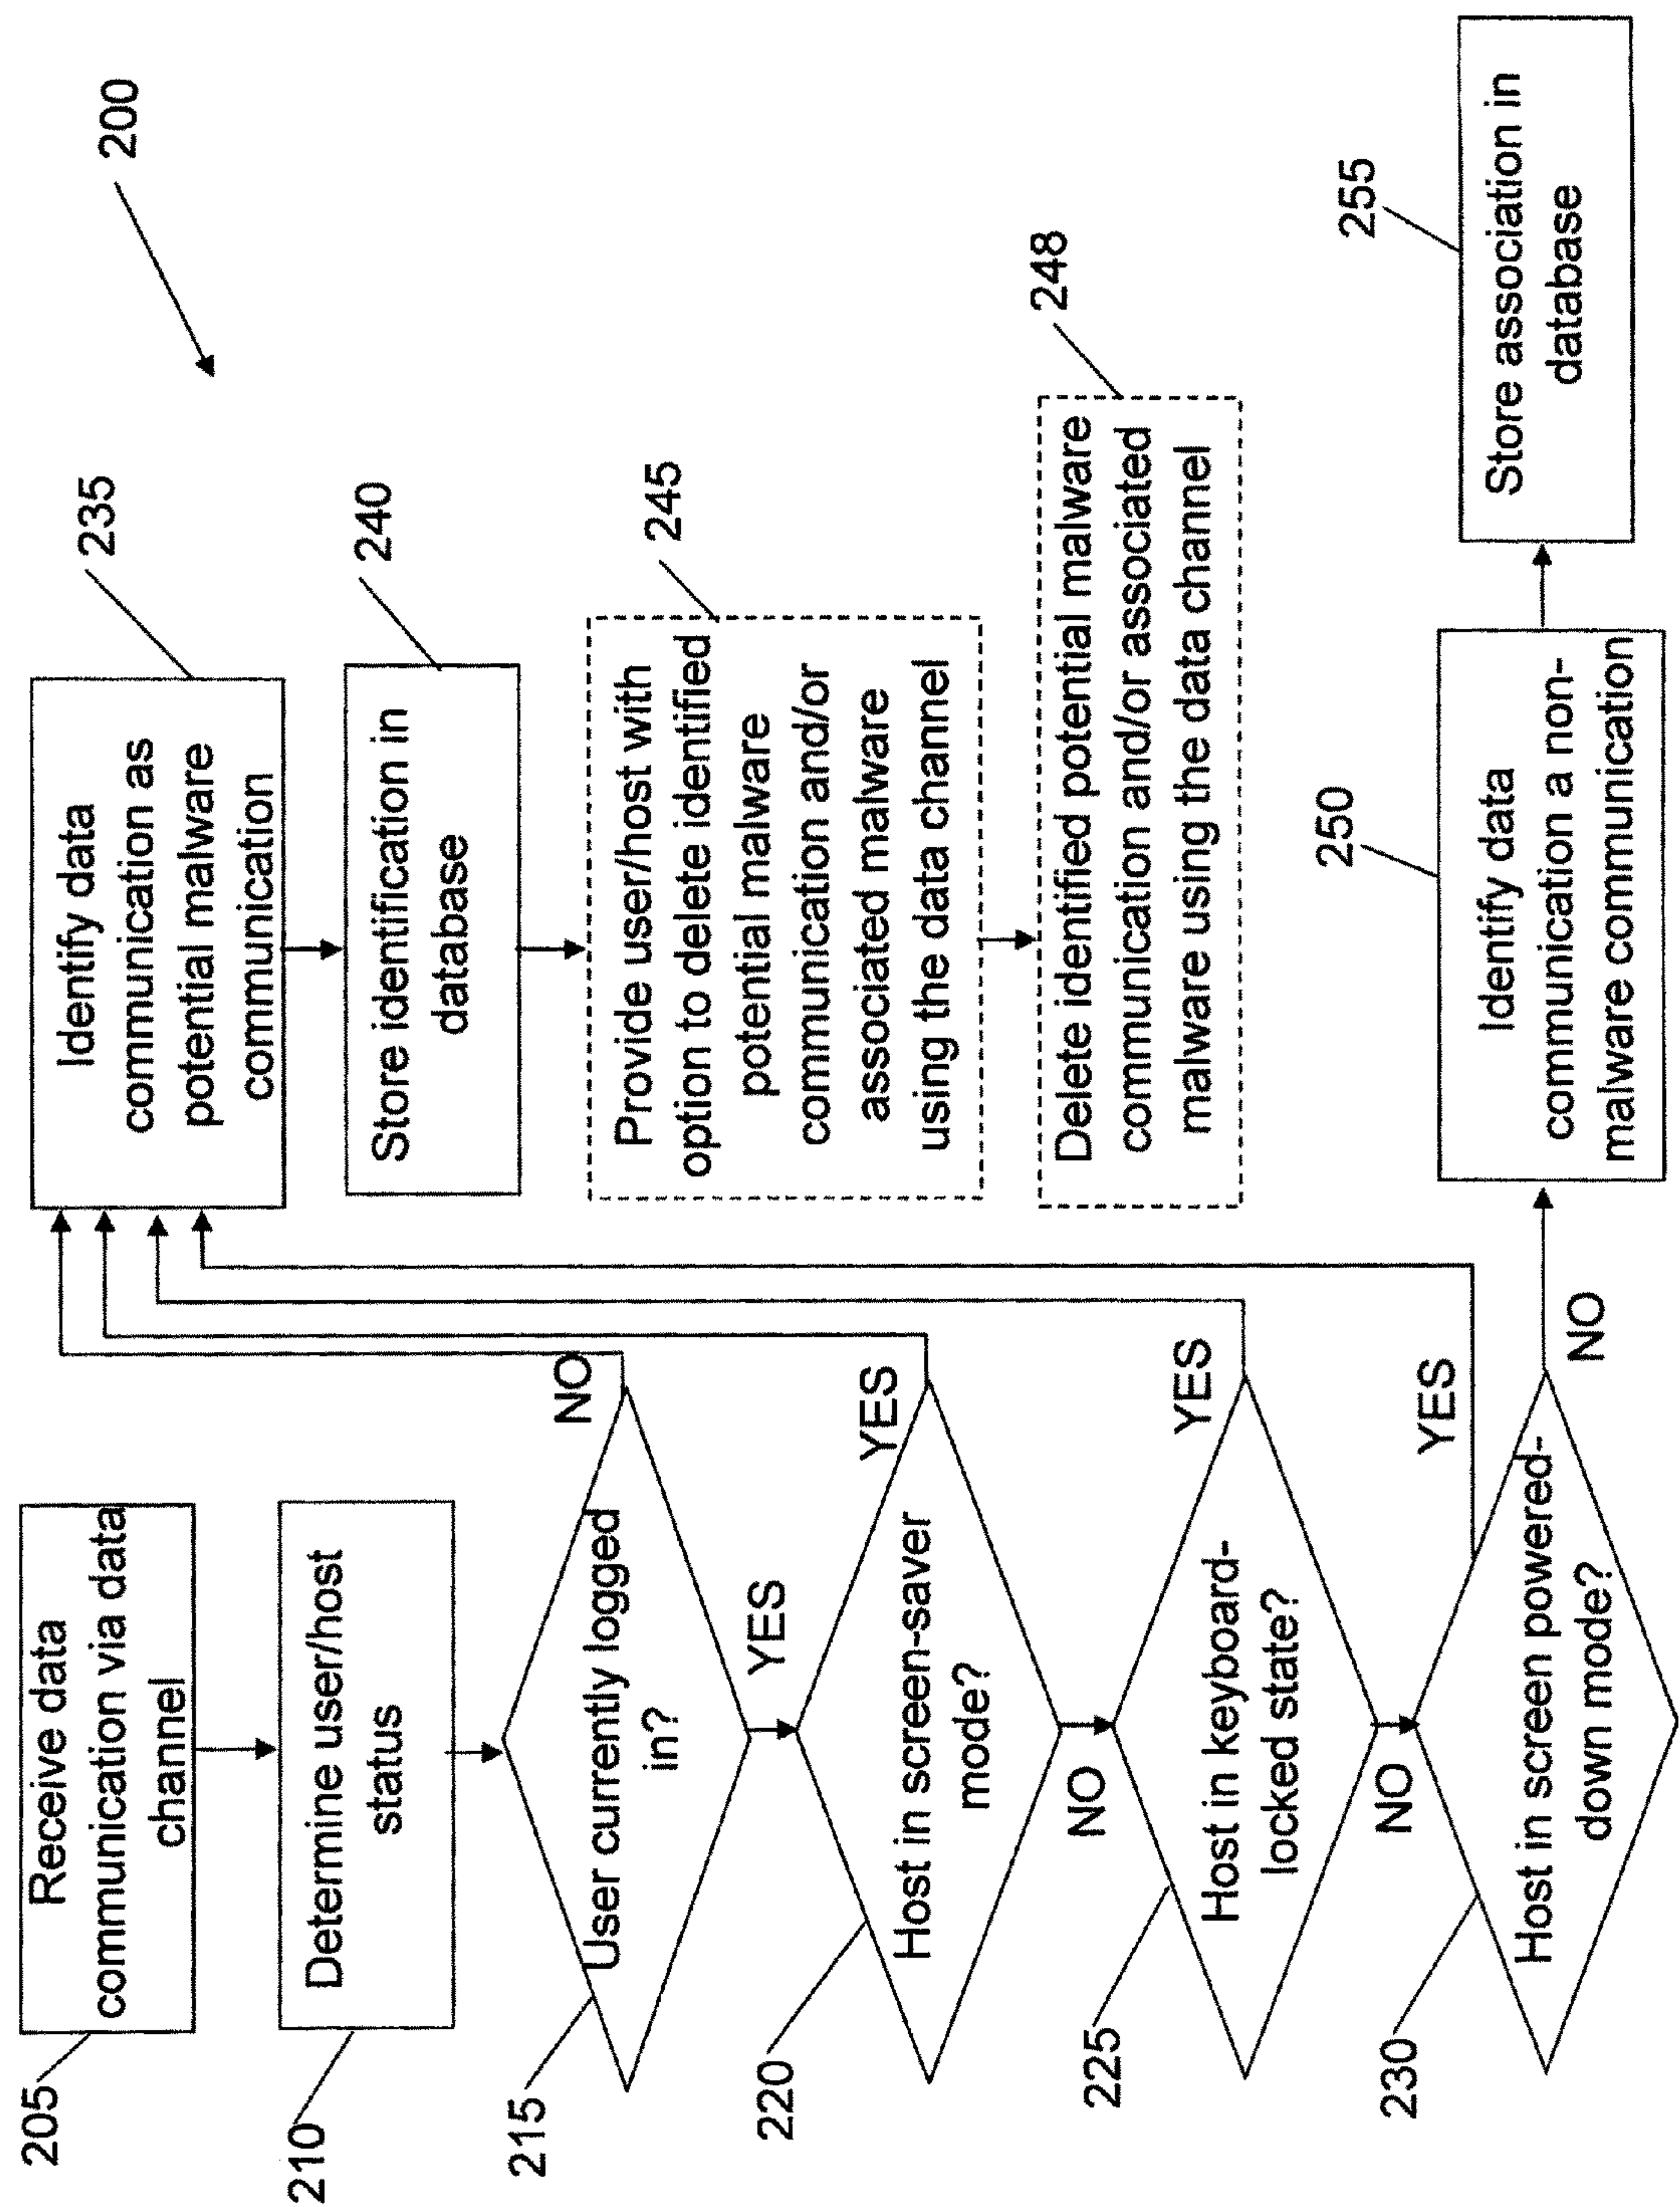 200
205
Receive data
communication via data
channel
210
Determine user/host
status
215
User currently logged
in?
NO
YES
220
Host in screen-saver
mode?
YES
NO
225
Host in keyboard-
locked state?
YES
NO
230
Host in screen powered-
down mode?
YES
NO
235
Identify data
communication as
potential malware
communication
240
Store identification in
database
245
Provide user/host with
option to delete identified
potential malware
communication and/or
associated malware
using the data channel
248
Delete identified potential malware
communication and/or associated
malware using the data channel
250
Identify data
communication a non-
malware communication
255
Store association in
database